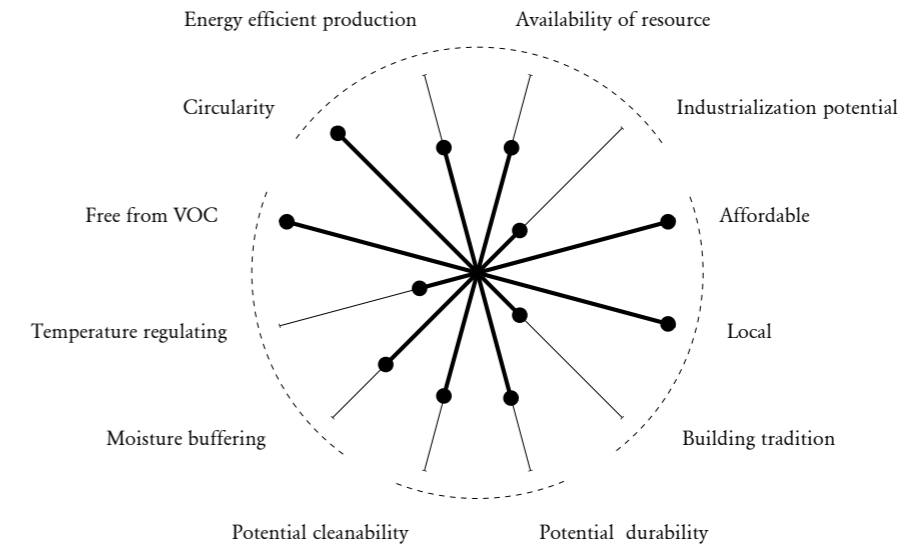 Energy efficient production
Availability of resource
Circularity
Industrialization potential
Free from VOC
Affordable
Temperature regulating
Local
Moisture buffering
Building tradition
Potential cleanability
Potential  durability